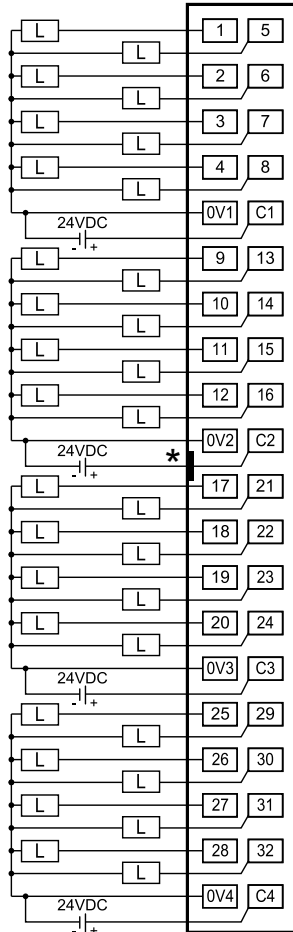 L 1 5
L
L 2 6
L
L 3 7
L
L 4 8
L
0V1 C1
24VDC
- +
L 9 13
L
L 10 14
L
L 11 15
L
L 12 16
L
0V2 C2
24VDC *
- +
L 17 21
L
L 18 22
L
L 19 23
L
L 20 24
L
0V3 C3
24VDC
- +
L 25 29
L
L 26 30
L
L 27 31
L
L 28 32
L
0V4 C4
24VDC
- +